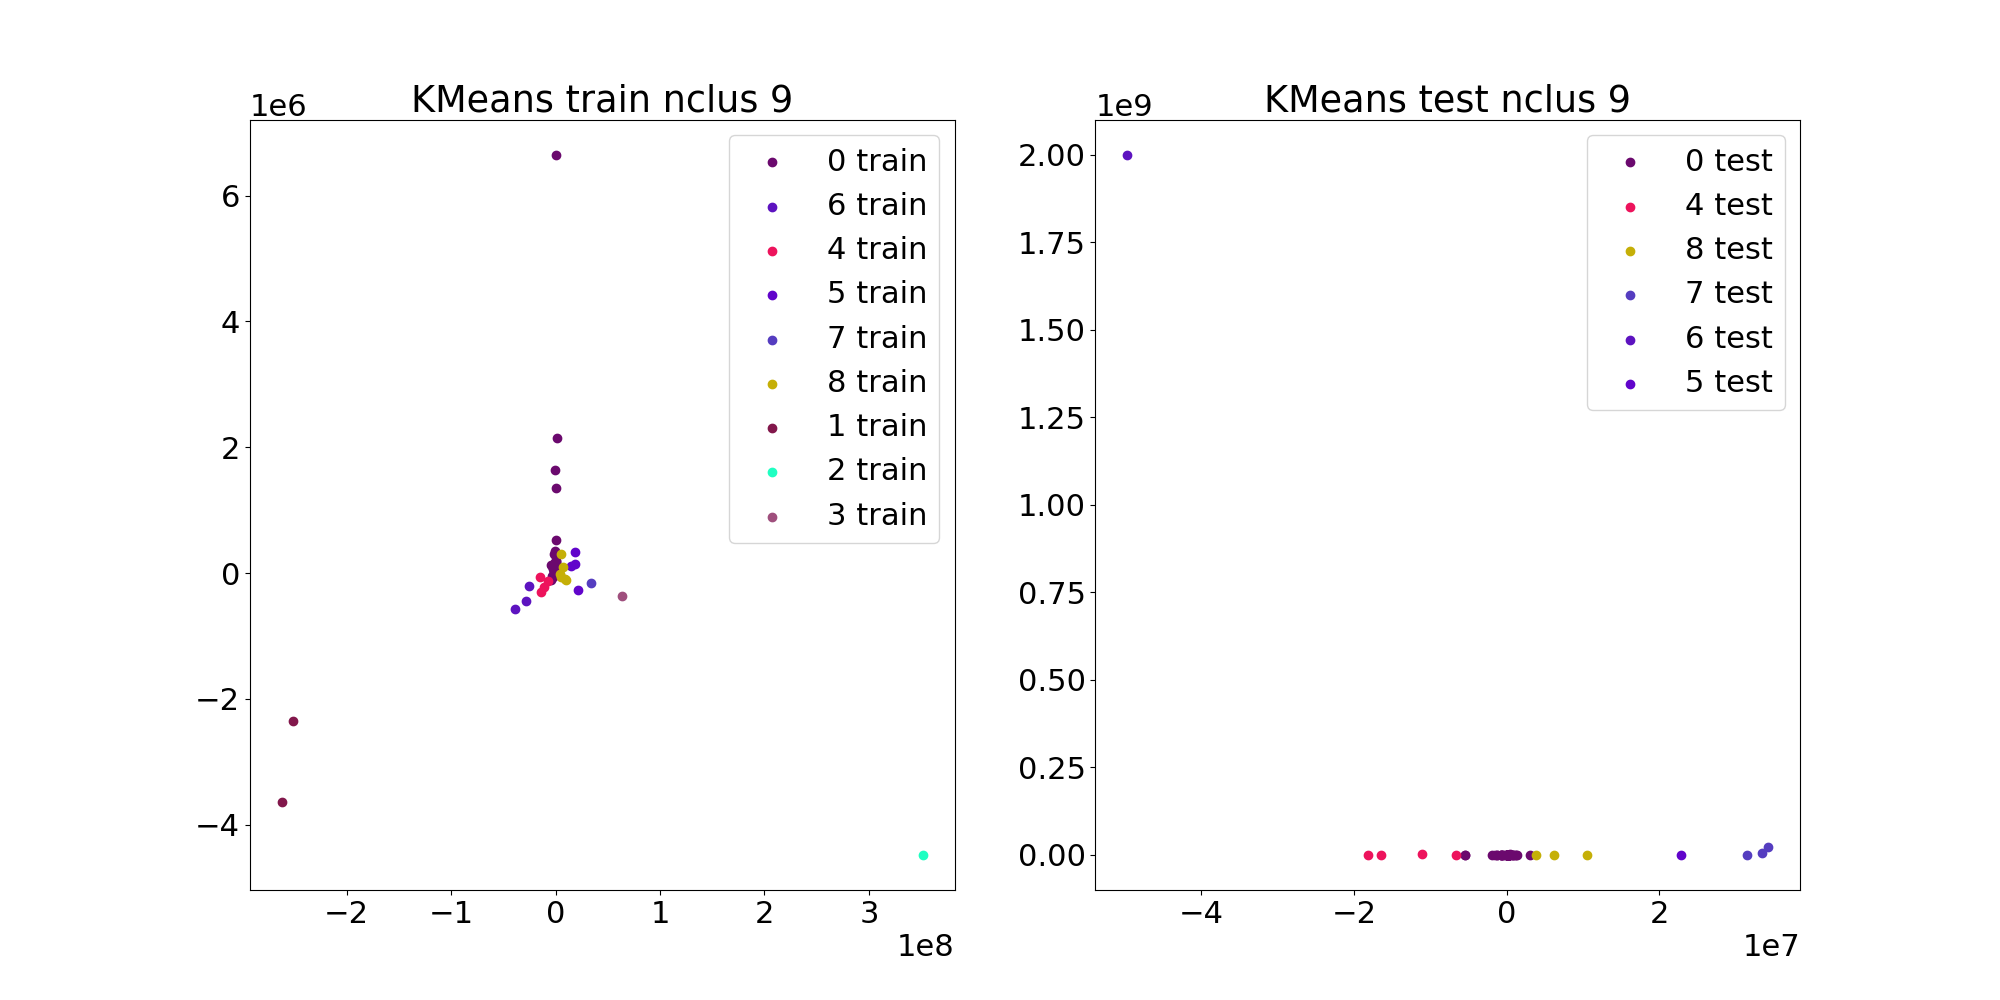 KMeans train nclus 9
1e6
6
4
2
0
−2
−4
−2
−1
0
1
2
3
1e8
0 train
6 train
4 train
5 train
7 train
8 train
1 train
2 train
3 train
KMeans test nclus 9
1e9
2.00
1.75
1.50
1.25
1.00
0.75
0.50
0.25
0.00
−4
−2
0
2
1e7
0 test
4 test
8 test
7 test
6 test
5 test